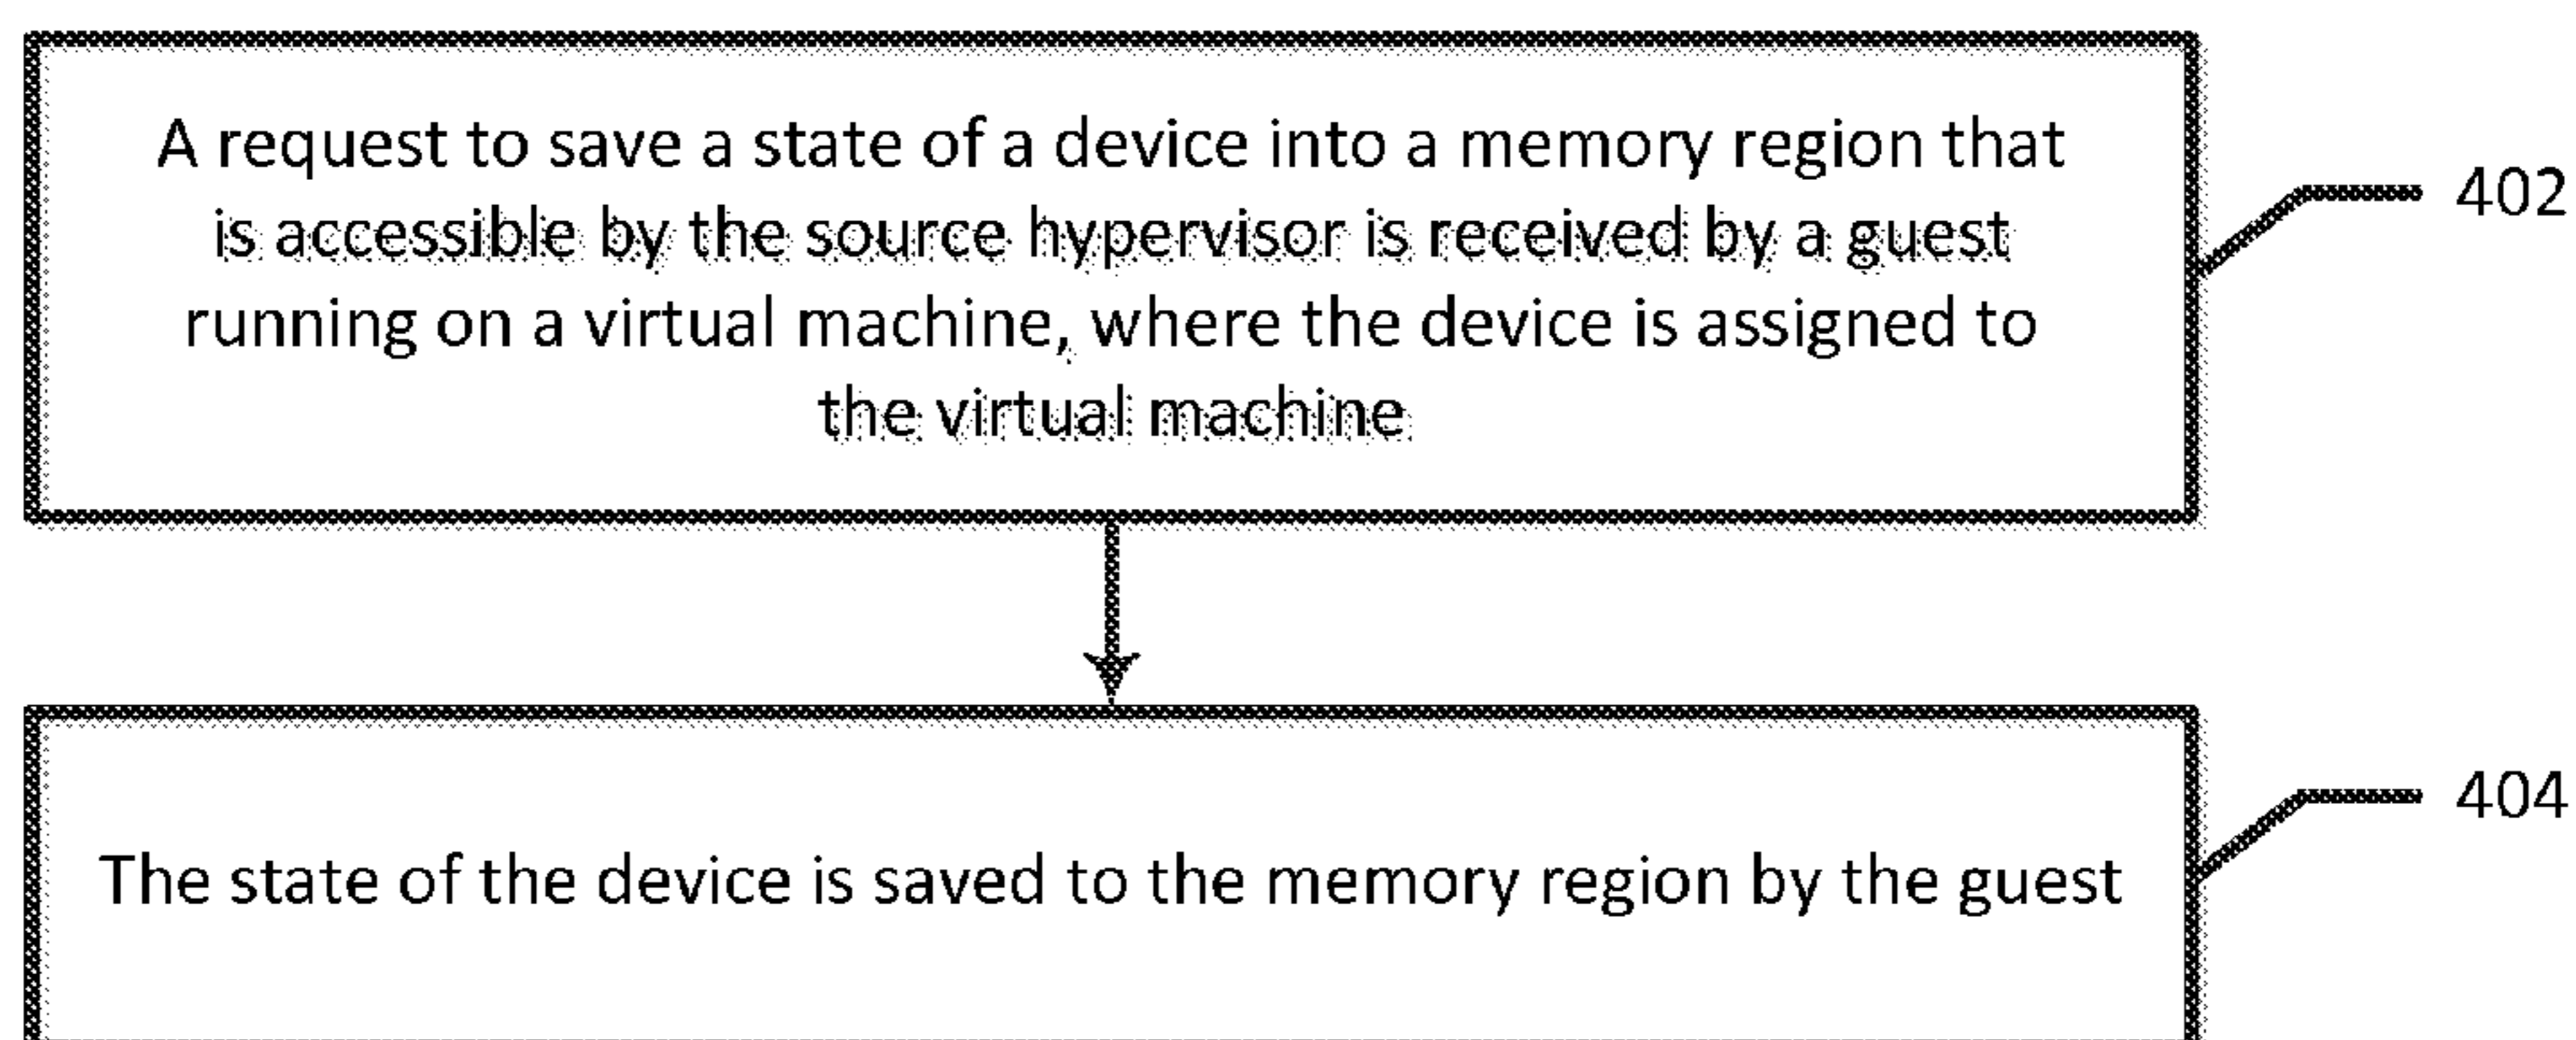 A request to save a state of a device into a memory region that
is accessible by the source hypervisor is received by a guest
running on a virtual machine, where the device is assigned to
the virtual machine
402
The state of the device is saved to the memory region by the guest
404